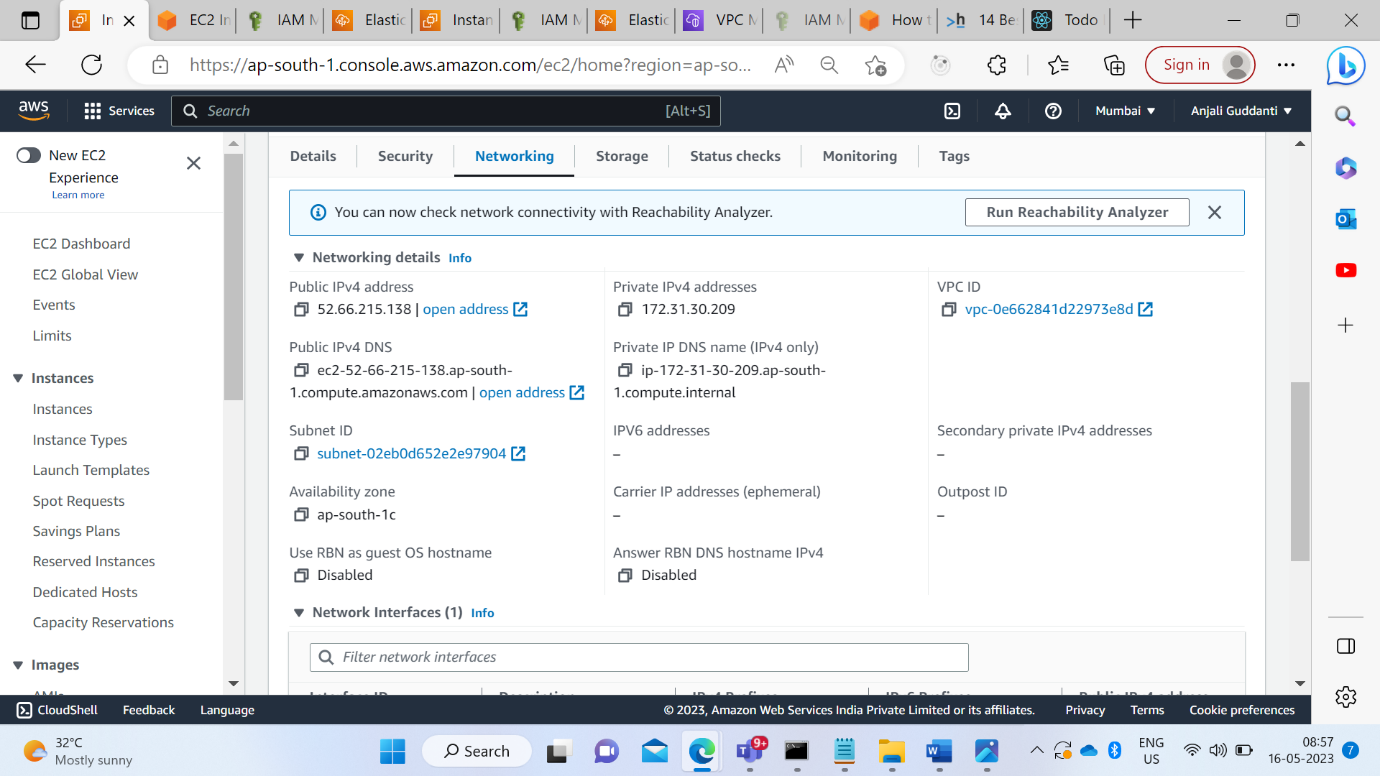 In
EC2 In
IAM M
Elastic
Instan
IAM M
Elastic
VPC M
IAM M
How t
14 Be
Todo
https://ap-south-1.console.aws.amazon.com/ec2/home?region=ap-so...
Sign in
aws
Services
Search
[Alt+S]
Mumbai
Anjali Guddanti
New EC2
Experience
Learn more
EC2 Dashboard
EC2 Global View
Events
Limits
Instances
Instances
Instance Types
Launch Templates
Spot Requests
Savings Plans
Reserved Instances
Dedicated Hosts
Capacity Reservations
Images
Details
Security
Networking
Storage
Status checks
Monitoring
Tags
You can now check network connectivity with Reachability Analyzer.
Run Reachability Analyzer
Networking details Info
Public IPv4 address
52.66.215.138 | open address
Private IPv4 addresses
172.31.30.209
VPC ID
vpc-0e662841d22973e8d
Public IPv4 DNS
ec2-52-66-215-138.ap-south-
1.compute.amazonaws.com | open address
Private IP DNS name (IPv4 only)
ip-172-31-30-209.ap-south-
1.compute.internal
Subnet ID
subnet-02eb0d652e2e97904
IPV6 addresses
–
Secondary private IPv4 addresses
–
Availability zone
ap-south-1c
Carrier IP addresses (ephemeral)
–
Outpost ID
–
Use RBN as guest OS hostname
Disabled
Answer RBN DNS hostname IPv4
Disabled
Network Interfaces (1) Info
Filter network interfaces
CloudShell
Feedback
Language
© 2023, Amazon Web Services India Private Limited or its affiliates.
Privacy
Terms
Cookie preferences
32°C
Mostly sunny
Search
9+
ENG
US
08:57
16-05-2023
7